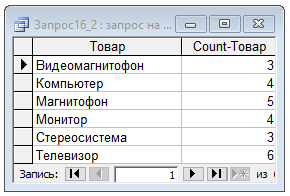 Запрос16_2 : запрос на ...
Товар Count-Товар
Видеомагнитофон 3
Компьютер 4
Магнитофон 5
Монитор 4
Стереосистема 3
Телевизор 6
Запись: 1 из